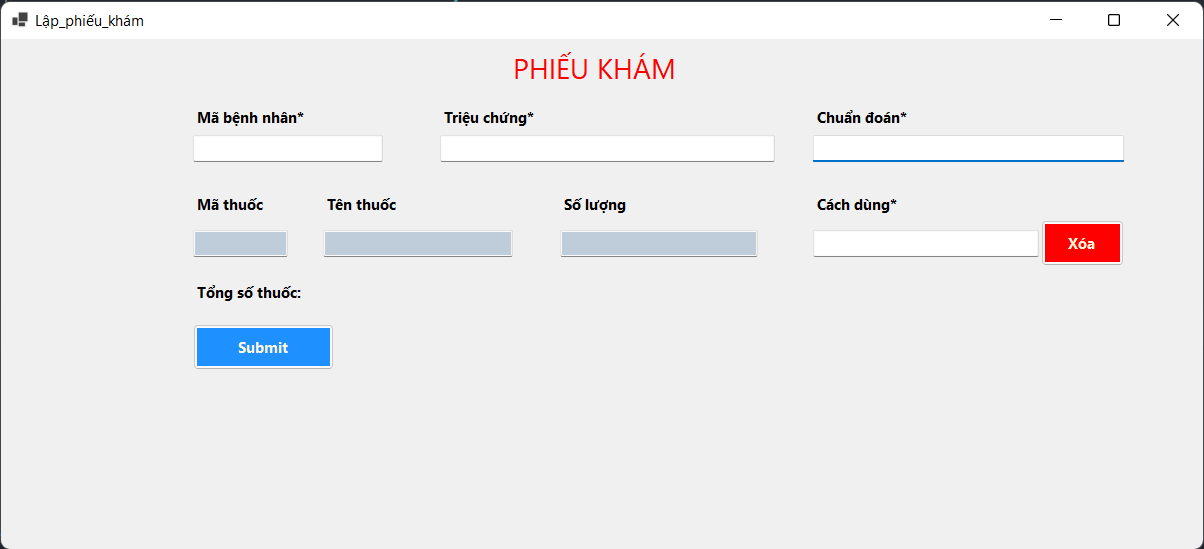 Lập_phiếu_khám
PHIẾU KHÁM
Mã bệnh nhân* Triệu chứng* Chuẩn đoán*
Mã thuốc Tên thuốc Số lượng Cách dùng*
Xóa
Tổng số thuốc:
Submit